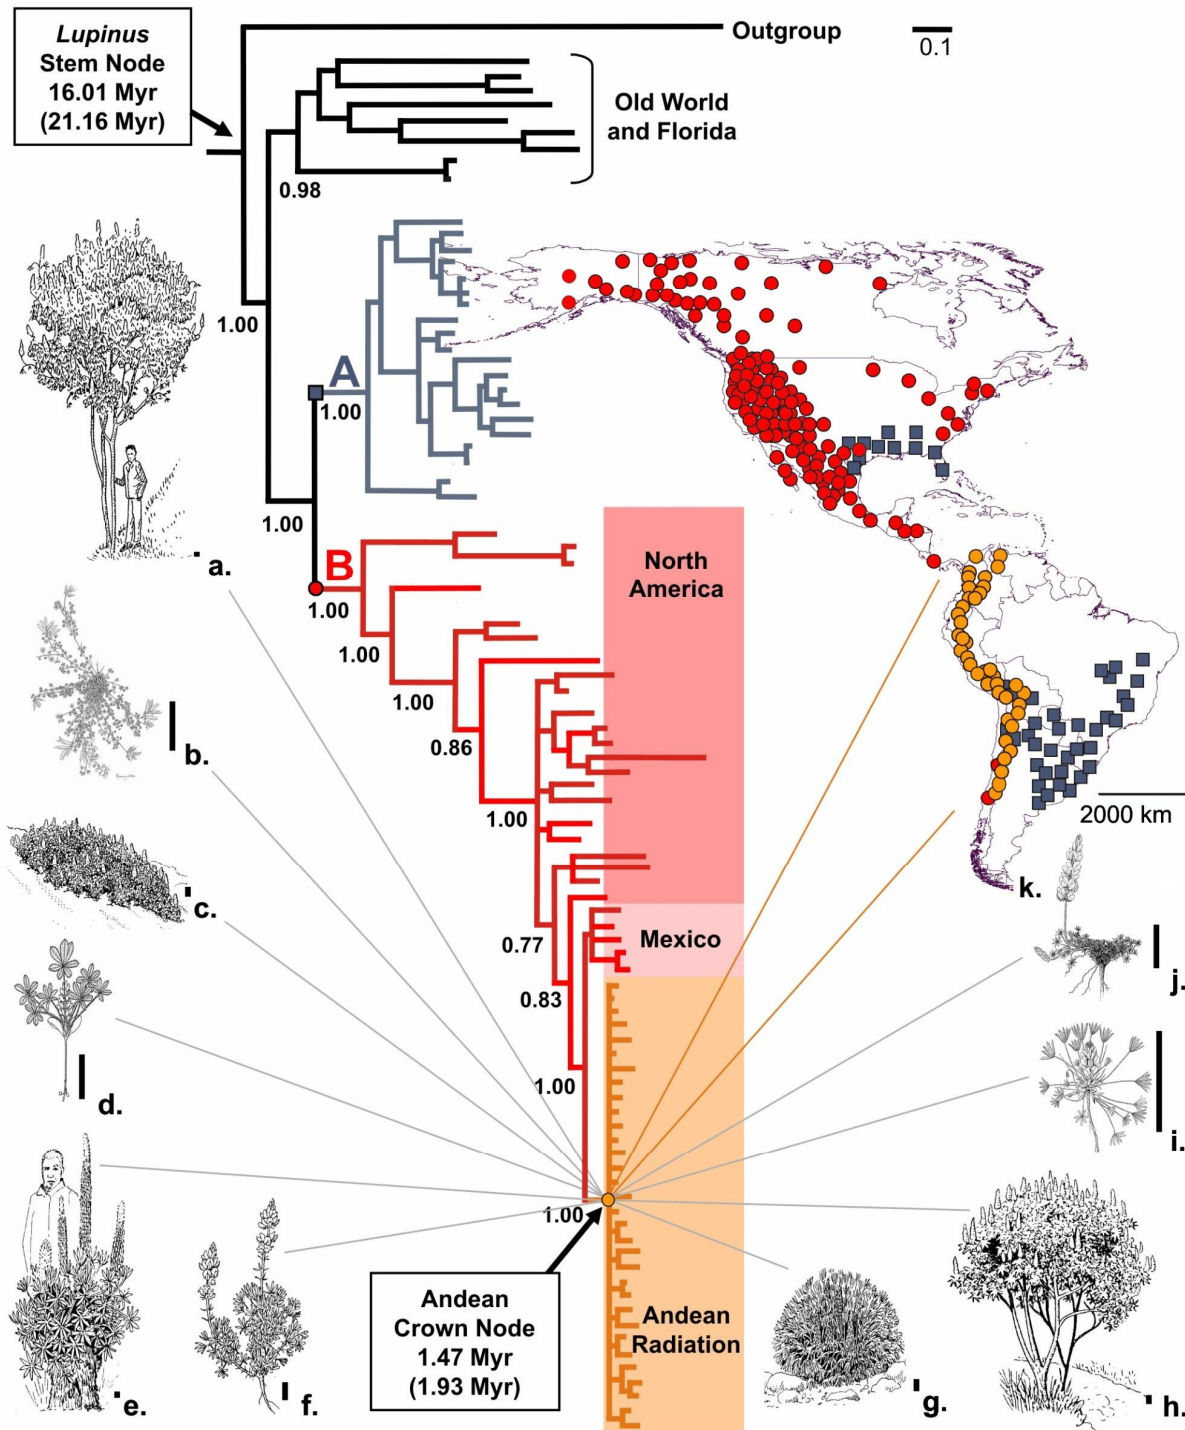 Lupinus
Stem Node
16.01 Myr
(21.16 Myr)
Outgroup
0.1
Old World
and Florida
0.98
1.00
A
1.00
1.00
B
1.00
1.00
1.00
0.86
1.00
0.77
0.83
1.00
1.00
North
America
Mexico
Andean
Radiation
Andean
Crown Node
1.47 Myr
(1.93 Myr)
2000 km
a.
b.
c.
d.
e.
f.
g.
h.
i.
j.
k.